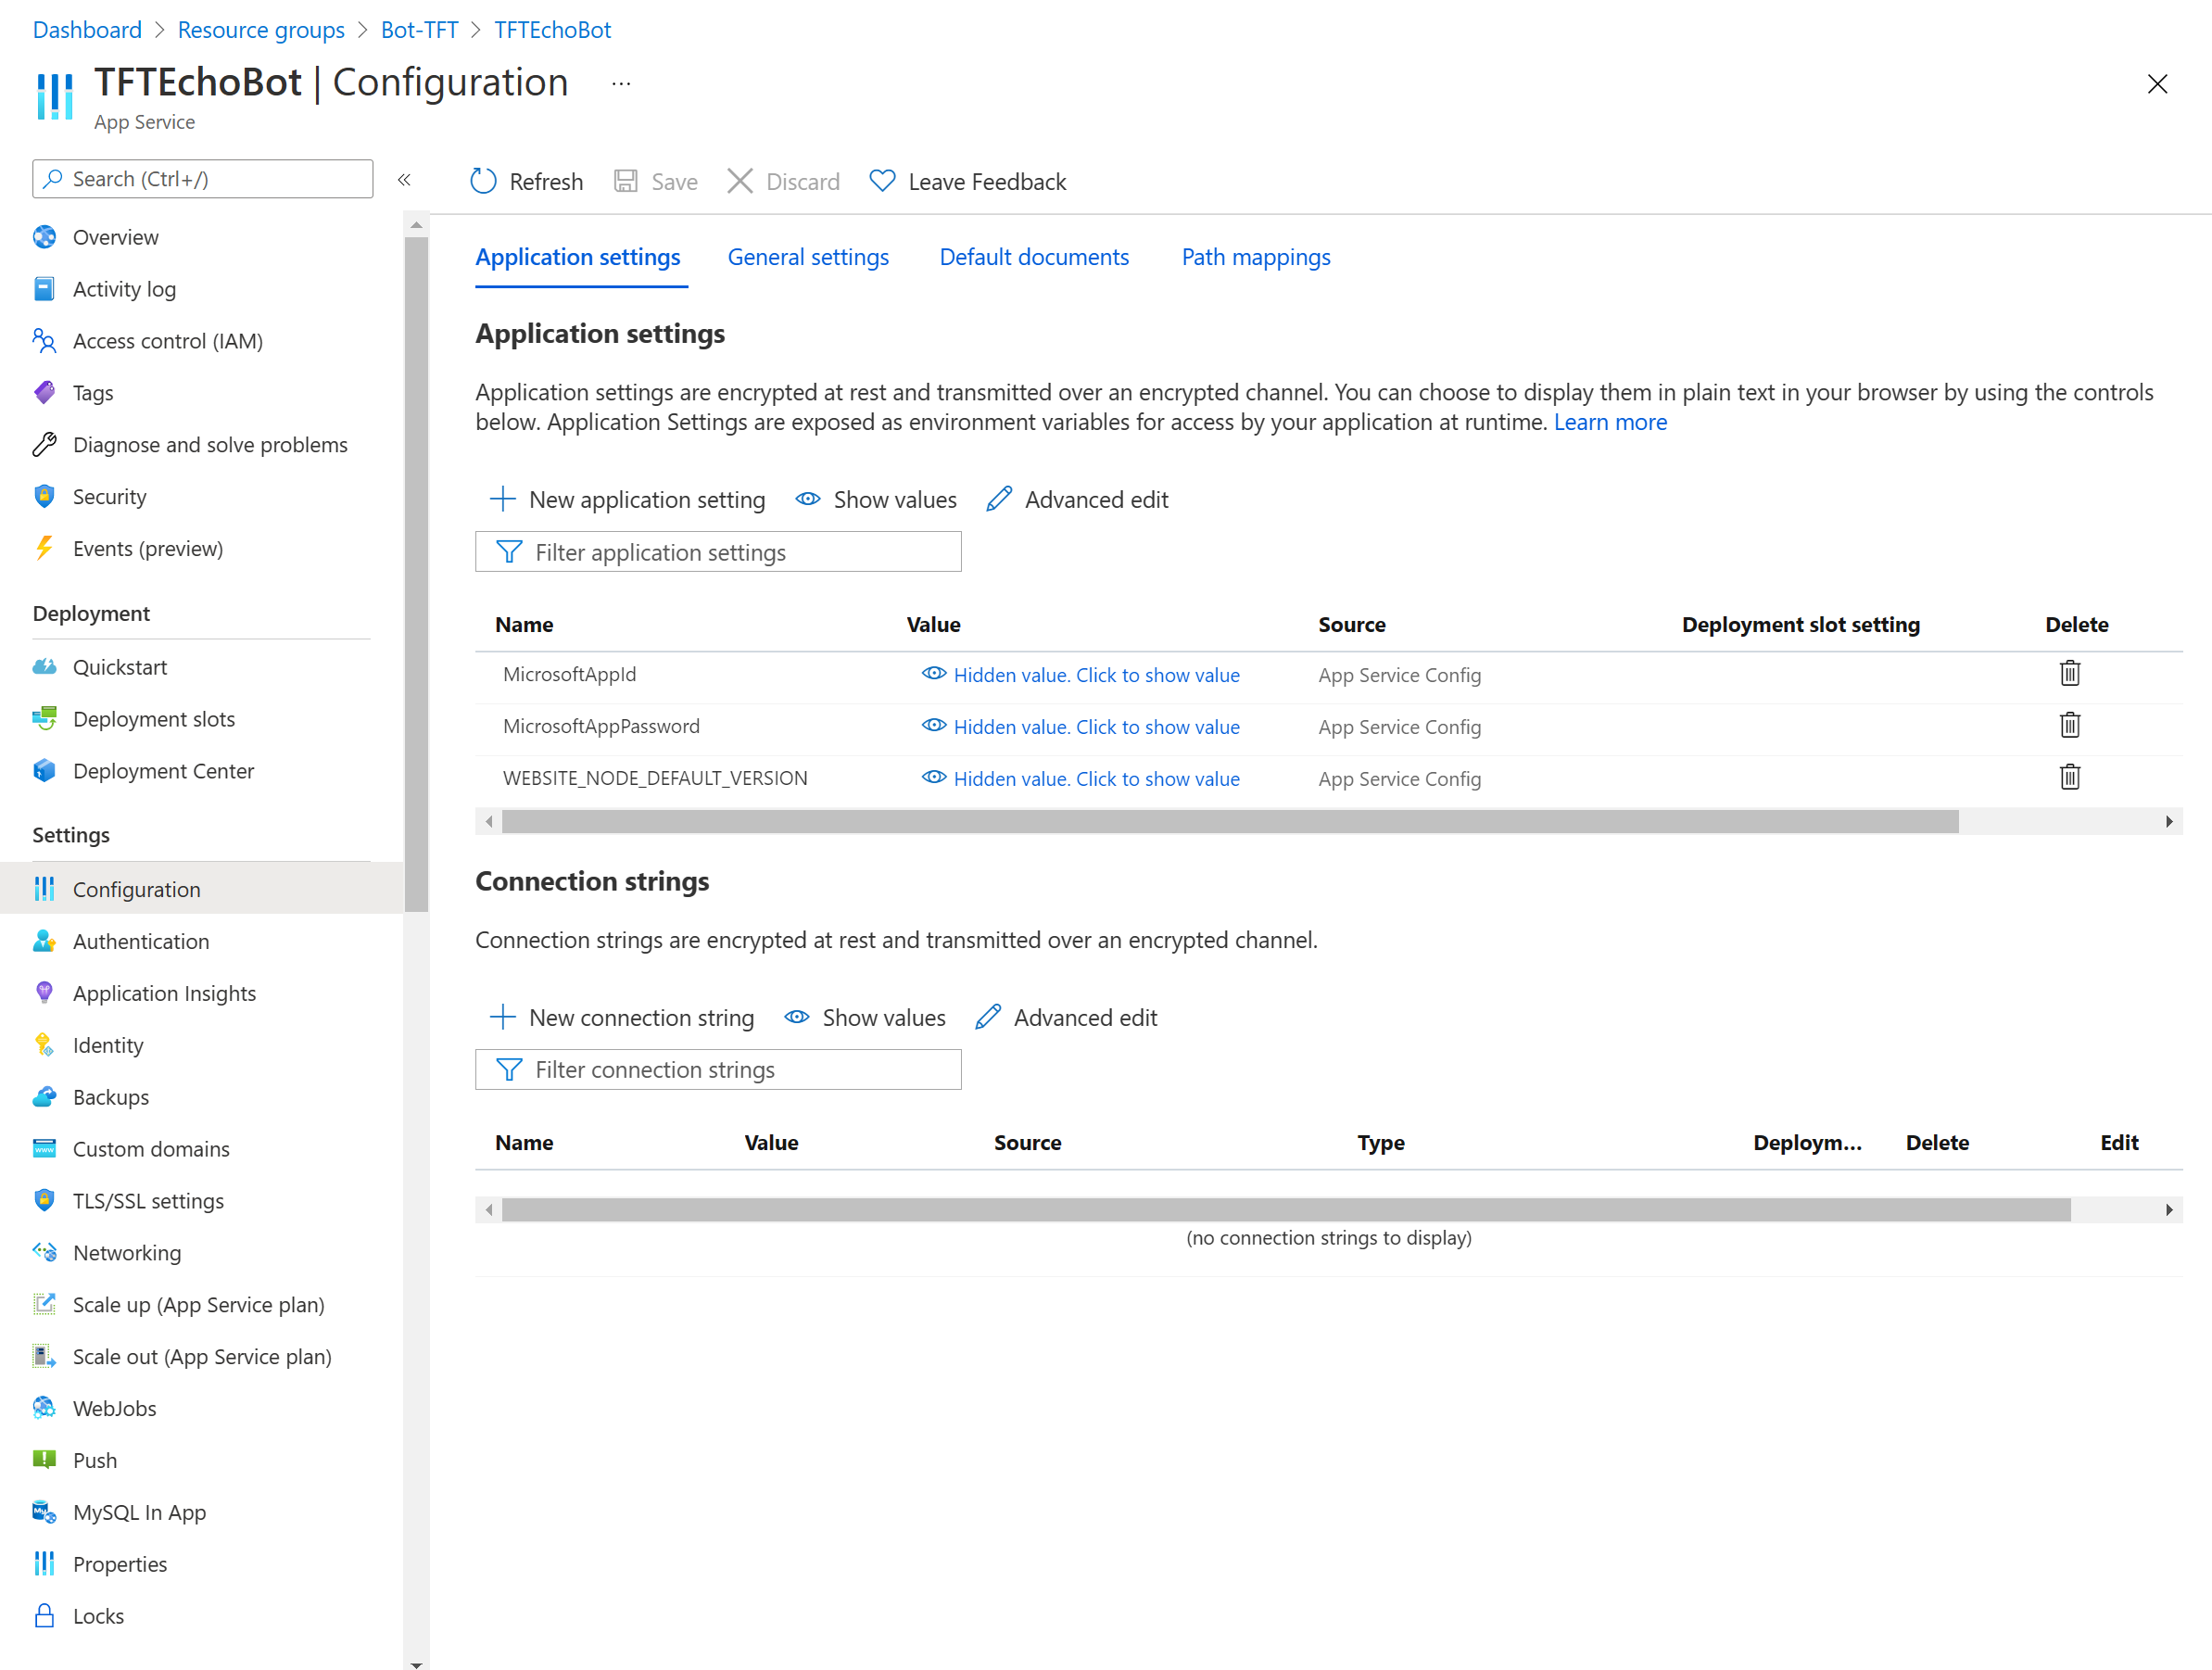 Dashboard > Resource groups > Bot-TFT > TFTEchoBot
TFTEchoBot | Configuration ...
App Service
Search (Ctrl+/)
«
Overview
Activity log
Access control (IAM)
Tags
Diagnose and solve problems
Security
Events (preview)
Deployment
Quickstart
Deployment slots
Deployment Center
Settings
Configuration
Authentication
Application Insights
Identity
Backups
Custom domains
TLS/SSL settings
Networking
Scale up (App Service plan)
Scale out (App Service plan)
WebJobs
Push
MySQL In App
Properties
Locks
Refresh Save Discard Leave Feedback
Application settings General settings Default documents Path mappings
Application settings
Application settings are encrypted at rest and transmitted over an encrypted channel. You can choose to display them in plain text in your browser by using the controls
below. Application Settings are exposed as environment variables for access by your application at runtime. Learn more
New application setting Show values Advanced edit
Filter application settings
Name Value Source Deployment slot setting Delete
MicrosoftAppId Hidden value. Click to show value App Service Config
MicrosoftAppPassword Hidden value. Click to show value App Service Config
WEBSITE_NODE_DEFAULT_VERSION Hidden value. Click to show value App Service Config
Connection strings
Connection strings are encrypted at rest and transmitted over an encrypted channel.
New connection string Show values Advanced edit
Filter connection strings
Name Value Source Type Deploym... Delete Edit
(no connection strings to display)